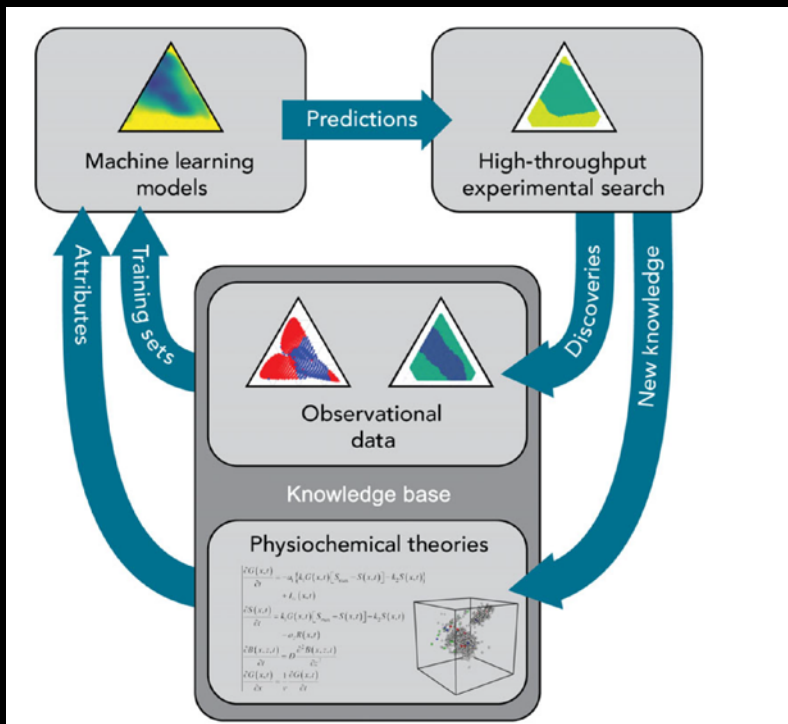 Predictions
Machine learning
models
High-throughput
experimental search
Attributes
Training sets
Discoveries
New knowledge
Observational
data
Knowledge base
Physiochemical theories